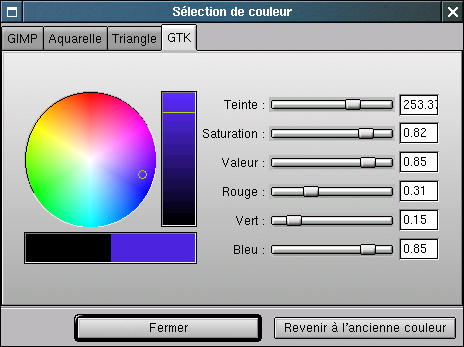 Sélection de couleur
GIMP Aquarelle Triangle GTK
Teinte : 253.3
Saturation : 0.82
Valeur : 0.85
Rouge : 0.31
Vert : 0.15
Bleu : 0.85
Fermer Revenir à l'ancienne couleur